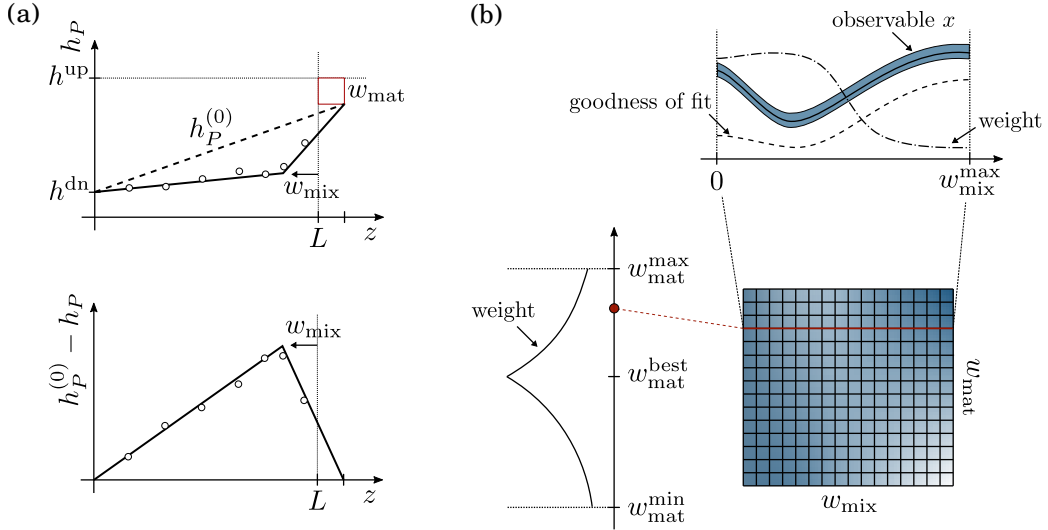 (a)
h_P
h^up
w_mat
h_P^(0)
h^dn
w_mix
L
z
h_P^(0) − h_P
w_mix
L
z
(b)
observable x
goodness of fit
weight
0
w_mix^max
w_mat^max
weight
w_mat^best
w_mat
w_mat^min
w_mix